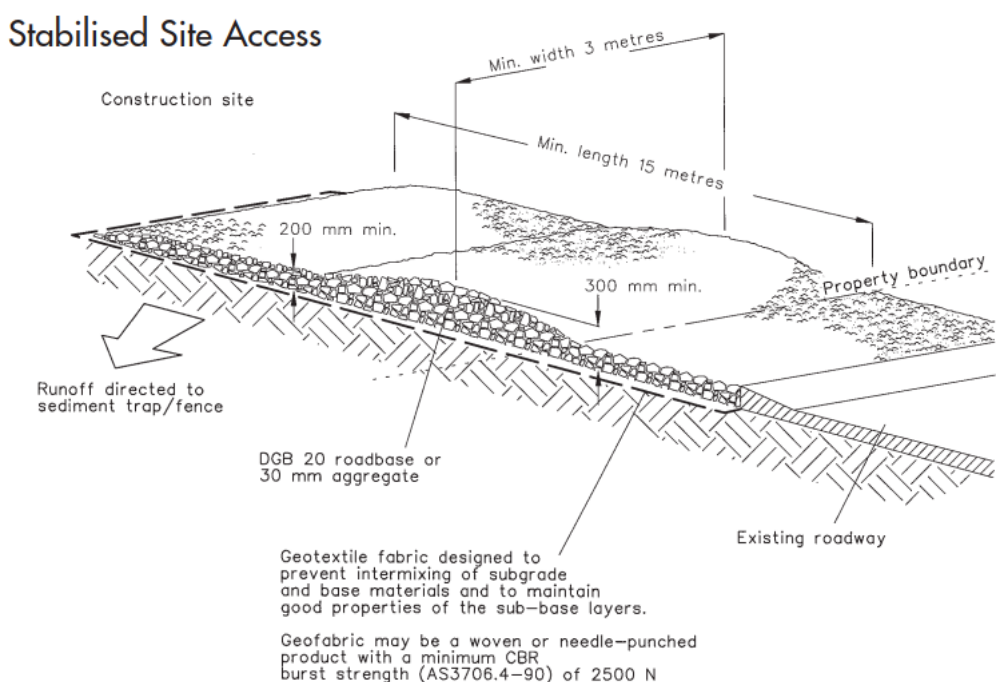 Stabilised Site Access
Min. width 3 metres
Construction site
Min. length 15 metres
200 mm min.
300 mm min.
Property boundary
Runoff directed to
sediment trap/fence
DGB 20 roadbase or
30 mm aggregate
Existing roadway
Geotextile fabric designed to
prevent intermixing of subgrade
and base materials and to maintain
good properties of the sub-base layers.
Geofabric may be a woven or needle-punched
product with a minimum CBR
burst strength (AS3706.4-90) of 2500 N